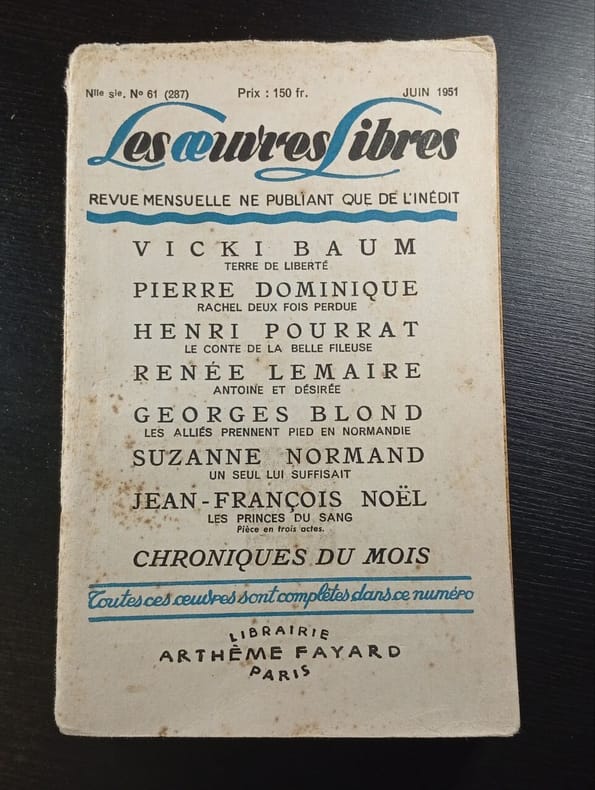 Nlle sie. No 61 (287) Prix : 150 fr. JUIN 1951
Les œuvres Libres
REVUE MENSUELLE NE PUBLIANT QUE DE L'INÉDIT
VICKI BAUM
TERRE DE LIBERTÉ
PIERRE DOMINIQUE
RACHEL DEUX FOIS PERDUE
HENRI POURRAT
LE CONTE DE LA BELLE FILEUSE
RENÉE LEMAIRE
ANTOINE ET DÉSIRÉE
GEORGES BLOND
LES ALLIÉS PRENNENT PIED EN NORMANDIE
SUZANNE NORMAND
UN SEUL LUI SUFFISAIT
JEAN-FRANÇOIS NOËL
LES PRINCES DU SANG
Pièce en trois actes.
CHRONIQUES DU MOIS
Toutes ces œuvres sont complètes dans ce numéro
LIBRAIRIE
ARTHÈME FAYARD
PARIS